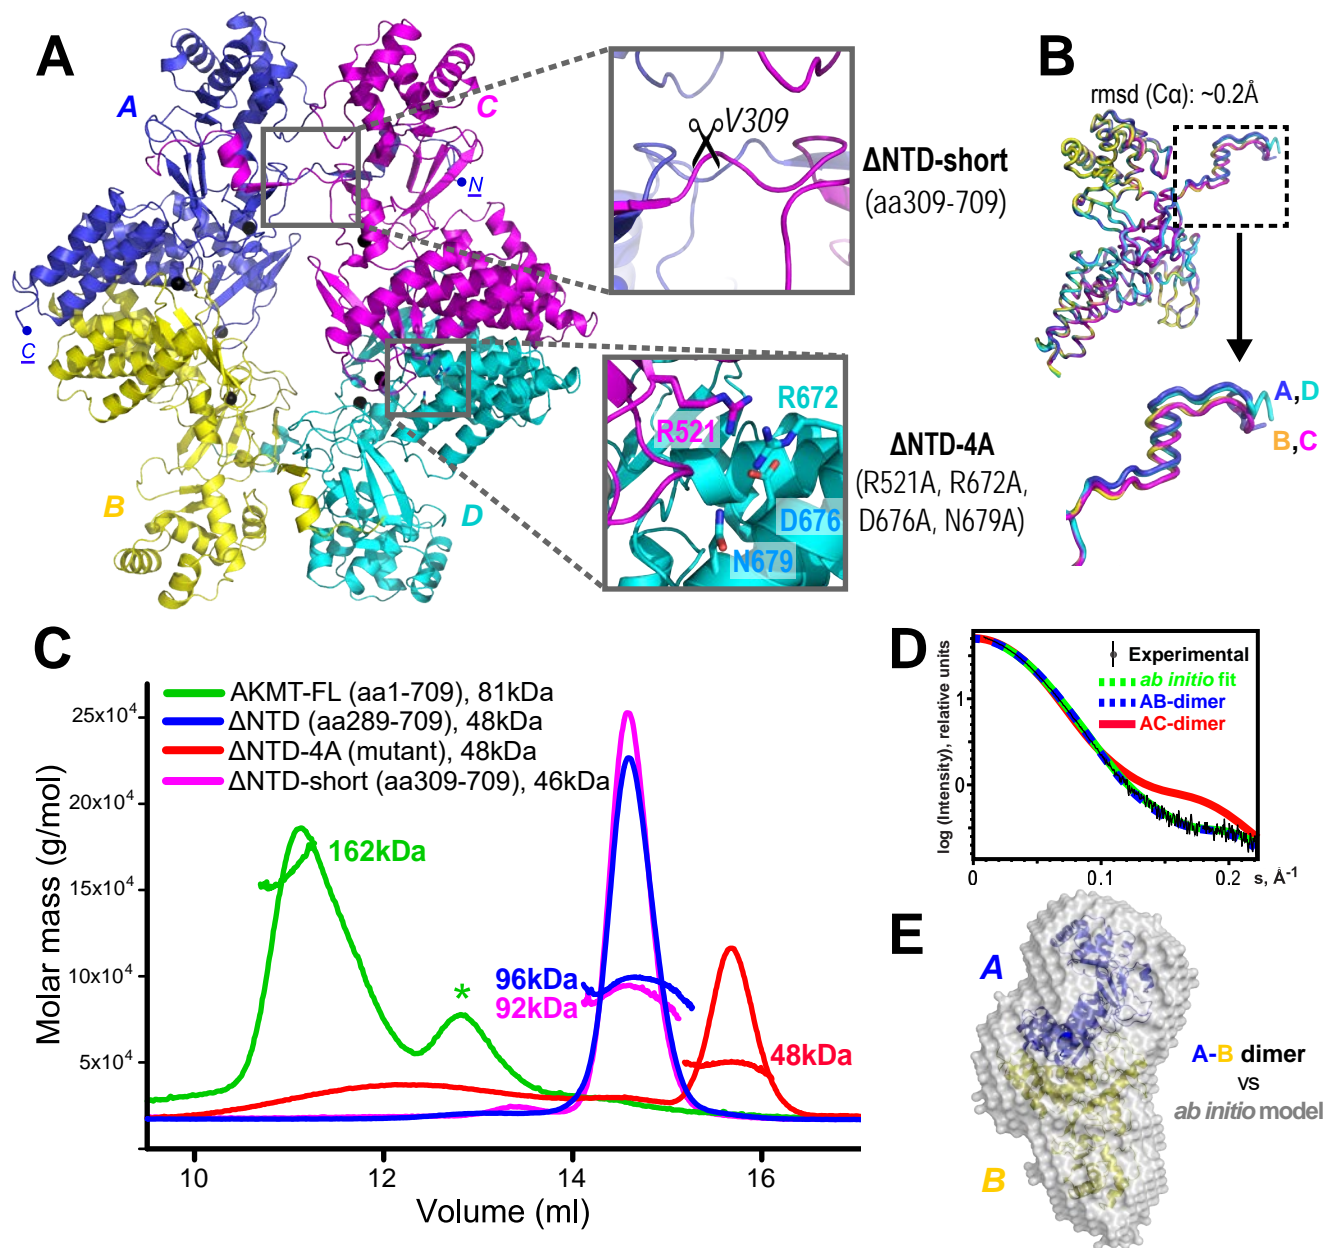 A
A
C
N
C
B
D
V309
ΔNTD-short
(aa309-709)
R521
R672
D676
N679
ΔNTD-4A
(R521A, R672A,
D676A, N679A)
B
rmsd (Cα): ~0.2Å
A,D
B,C
C
AKMT-FL (aa1-709), 81kDa
ΔNTD (aa289-709), 48kDa
ΔNTD-4A (mutant), 48kDa
ΔNTD-short (aa309-709), 46kDa
25x10⁴
20x10⁴
15x10⁴
10x10⁴
5x10⁴
Molar mass (g/mol)
162kDa
*
96kDa
92kDa
48kDa
10 12 14 16
Volume (ml)
D
log (Intensity), relative units
1
0
Experimental
ab initio fit
AB-dimer
AC-dimer
0 0.1 0.2 s, Å⁻¹
E
A
B
A-B dimer
vs
ab initio model